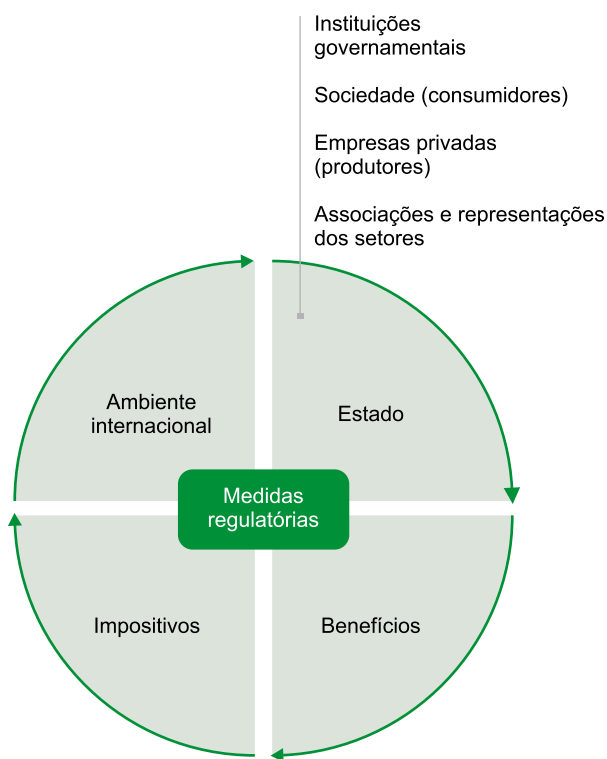 Instituições
governamentais
Sociedade (consumidores)
Empresas privadas
(produtores)
Associações e representações
dos setores
Ambiente
internacional
Estado
Medidas
regulatórias
Impositivos
Benefícios